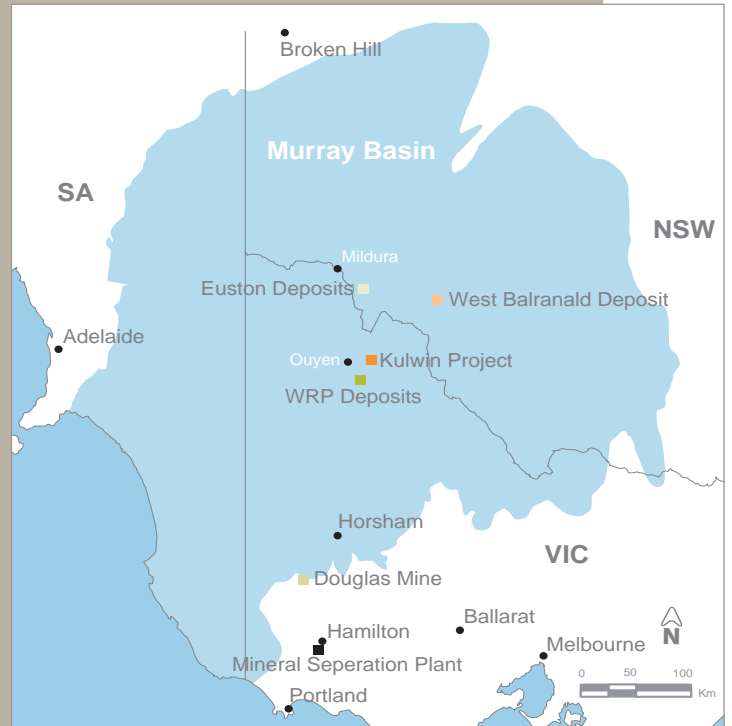 Broken Hill
Murray Basin
SA
NSW
Mildura
Euston Deposits
West Balranald Deposit
Adelaide
Ouyen
Kulwin Project
WRP Deposits
Horsham
VIC
Douglas Mine
Ballarat
Hamilton
N
Melbourne
Mineral Seperation Plant
0 50 100
Km
Portland